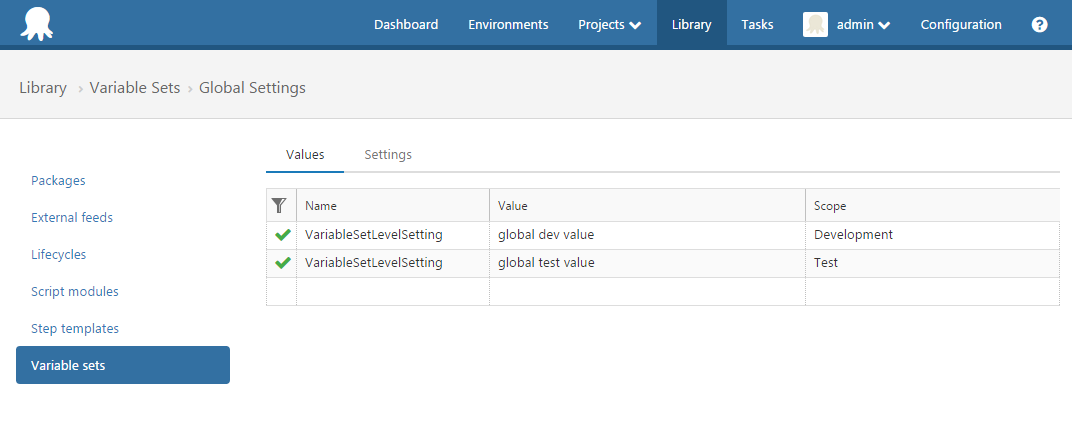 Dashboard Environments Projects Library Tasks admin Configuration ?
Library › Variable Sets › Global Settings
Values Settings
Packages
External feeds
Lifecycles
Script modules
Step templates
Variable sets
Name Value Scope
VariableSetLevelSetting global dev value Development
VariableSetLevelSetting global test value Test